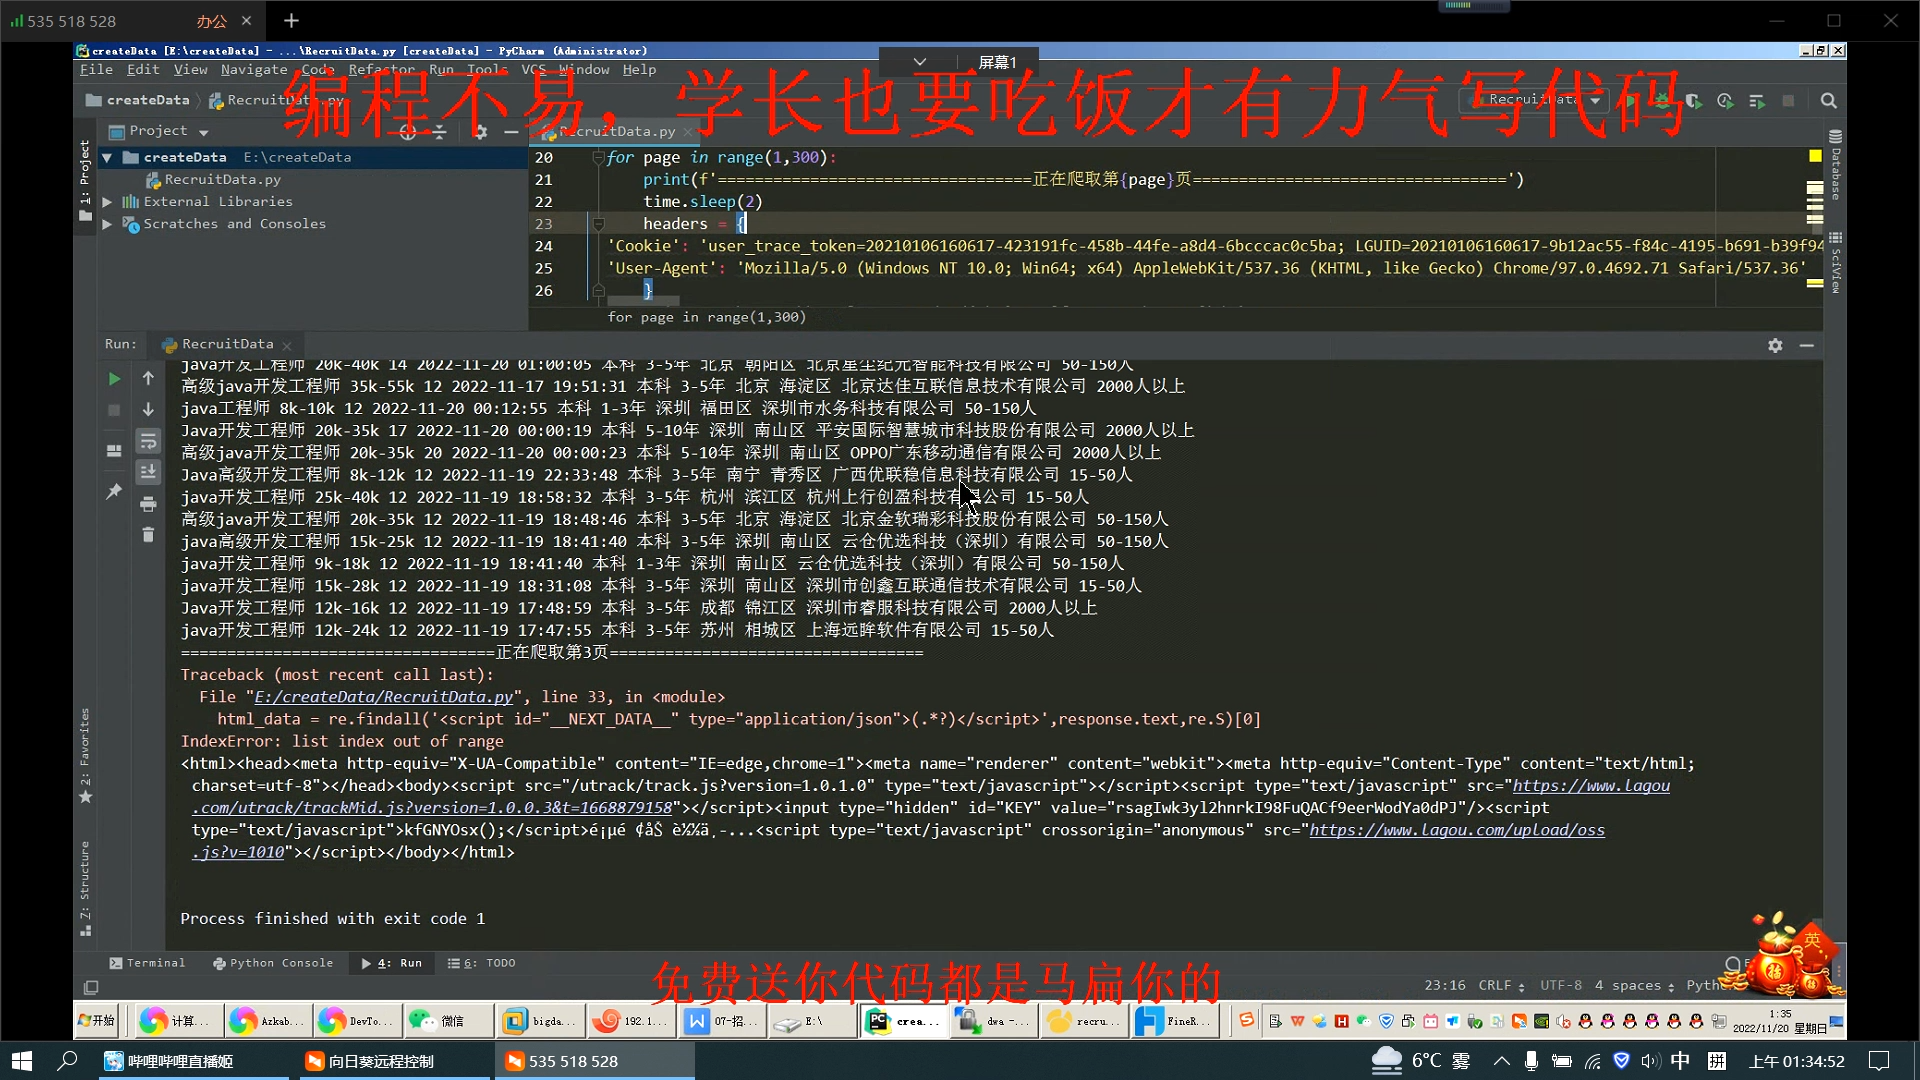 535 518 528 办公
createData [E:\createData] - ...\RecruitData.py [createData] - PyCharm (Administrator)
File Edit View Navigate Code Refactor Run Tools VCS Window Help
屏幕1
编程不易，学长也要吃饭才有力气写代码
createData RecruitData.py
RecruitData
Project
RecruitData.py
createData E:\createData
RecruitData.py
External Libraries
Scratches and Consoles
1: Project
Database
SciView
20 for page in range(1,300):
21 print(f'==================================正在爬取第{page}页==================================')
22 time.sleep(2)
23 headers = {
24 'Cookie': 'user_trace_token=20210106160617-423191fc-458b-44fe-a8d4-6bcccac0c5ba; LGUID=20210106160617-9b12ac55-f84c-4195-b691-b39f94
25 'User-Agent': 'Mozilla/5.0 (Windows NT 10.0; Win64; x64) AppleWebKit/537.36 (KHTML, like Gecko) Chrome/97.0.4692.71 Safari/537.36'
26 }
for page in range(1,300)
Run: RecruitData
java开发工程师 20k-40k 14 2022-11-20 01:00:05 本科 3-5年 北京 朝阳区 北京星尘纪元智能科技有限公司 50-150人
高级java开发工程师 35k-55k 12 2022-11-17 19:51:31 本科 3-5年 北京 海淀区 北京达佳互联信息技术有限公司 2000人以上
java工程师 8k-10k 12 2022-11-20 00:12:55 本科 1-3年 深圳 福田区 深圳市水务科技有限公司 50-150人
Java开发工程师 20k-35k 17 2022-11-20 00:00:19 本科 5-10年 深圳 南山区 平安国际智慧城市科技股份有限公司 2000人以上
高级java开发工程师 20k-35k 20 2022-11-20 00:00:23 本科 5-10年 深圳 南山区 OPPO广东移动通信有限公司 2000人以上
Java高级开发工程师 8k-12k 12 2022-11-19 22:33:48 本科 3-5年 南宁 青秀区 广西优联稳信息科技有限公司 15-50人
java开发工程师 25k-40k 12 2022-11-19 18:58:32 本科 3-5年 杭州 滨江区 杭州上行创盈科技有限公司 15-50人
高级java开发工程师 20k-35k 12 2022-11-19 18:48:46 本科 3-5年 北京 海淀区 北京金软瑞彩科技股份有限公司 50-150人
java高级开发工程师 15k-25k 12 2022-11-19 18:41:40 本科 3-5年 深圳 南山区 云仓优选科技（深圳）有限公司 50-150人
java开发工程师 9k-18k 12 2022-11-19 18:41:40 本科 1-3年 深圳 南山区 云仓优选科技（深圳）有限公司 50-150人
java开发工程师 15k-28k 12 2022-11-19 18:31:08 本科 3-5年 深圳 南山区 深圳市创鑫互联通信技术有限公司 15-50人
Java开发工程师 12k-16k 12 2022-11-19 17:48:59 本科 3-5年 成都 锦江区 深圳市睿服科技有限公司 2000人以上
java开发工程师 12k-24k 12 2022-11-19 17:47:55 本科 3-5年 苏州 相城区 上海远眸软件有限公司 15-50人
==================================正在爬取第3页==================================
Traceback (most recent call last):
File "E:/createData/RecruitData.py", line 33, in <module>
html_data = re.findall('<script id="__NEXT_DATA__" type="application/json">(.*?)</script>',response.text,re.S)[0]
IndexError: list index out of range
<html><head><meta http-equiv="X-UA-Compatible" content="IE=edge,chrome=1"><meta name="renderer" content="webkit"><meta http-equiv="Content-Type" content="text/html;
charset=utf-8"></head><body><script src="/utrack/track.js?version=1.0.1.0" type="text/javascript"></script><script type="text/javascript" src="https://www.lagou
.com/utrack/trackMid.js?version=1.0.0.3&t=1668879158"></script><input type="hidden" id="KEY" value="rsagIwk3yl2hnrkI98FuQACf9eerWodYa0dPJ"/><script
type="text/javascript">kfGNYOsx();</script>é¡µé ¢åŠ è½½ä¸­...<script type="text/javascript" crossorigin="anonymous" src="https://www.lagou.com/upload/oss
.js?v=1010"></script></body></html>
Process finished with exit code 1
2: Favorites
7: Structure
Terminal Python Console 4: Run 6: TODO
免费送你代码都是马扁你的
英
福
23:16 CRLF UTF-8 4 spaces
开始 计算... Azkab... DevTo... 微信 bigda... 192.1... 07-招... E:\ crea... dwa -... recru... FineR...
1:35
2022/11/20 星期日
哔哩哔哩直播姬 向日葵远程控制 535 518 528
6°C 雾 中 拼 上午 01:34:52